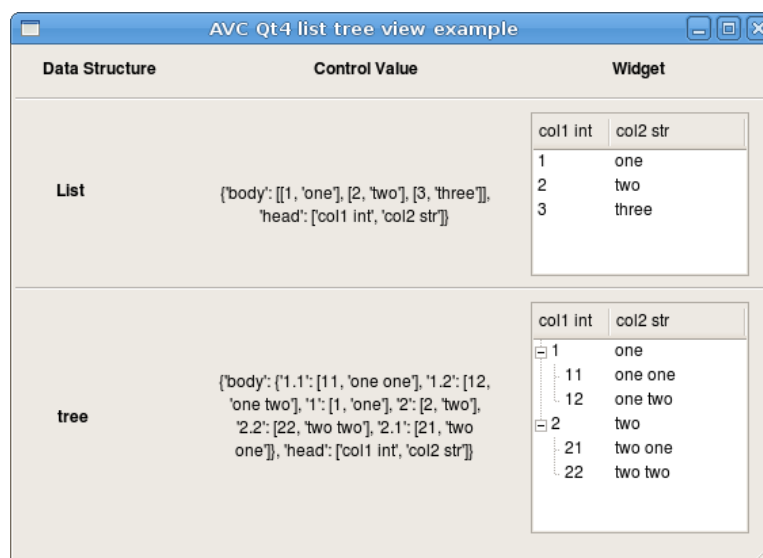 AVC Qt4 list tree view example
Data Structure Control Value Widget
col1 int col2 str
1 one
2 two
3 three
List
{'body': [[1, 'one'], [2, 'two'], [3, 'three']],
'head': ['col1 int', 'col2 str']}
col1 int col2 str
1 one
11 one one
12 one two
2 two
21 two one
22 two two
tree
{'body': {'1.1': [11, 'one one'], '1.2': [12,
'one two'], '1': [1, 'one'], '2': [2, 'two'],
'2.2': [22, 'two two'], '2.1': [21, 'two
one']}, 'head': ['col1 int', 'col2 str']}